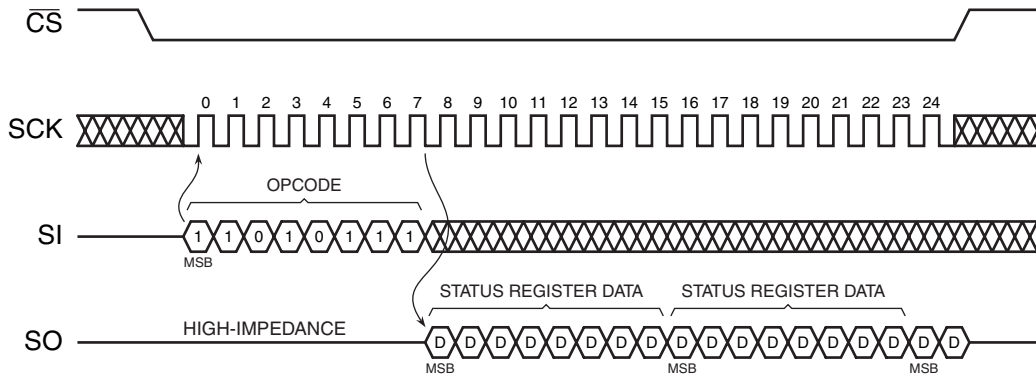 CS
0 1 2 3 4 5 6 7 8 9 10 11 12 13 14 15 16 17 18 19 20 21 22 23 24
SCK
OPCODE
SI
1 1 0 1 0 1 1 1
MSB
STATUS REGISTER DATA STATUS REGISTER DATA
HIGH-IMPEDANCE
SO
D D D D D D D D D D D D D D D D D D
MSB MSB MSB